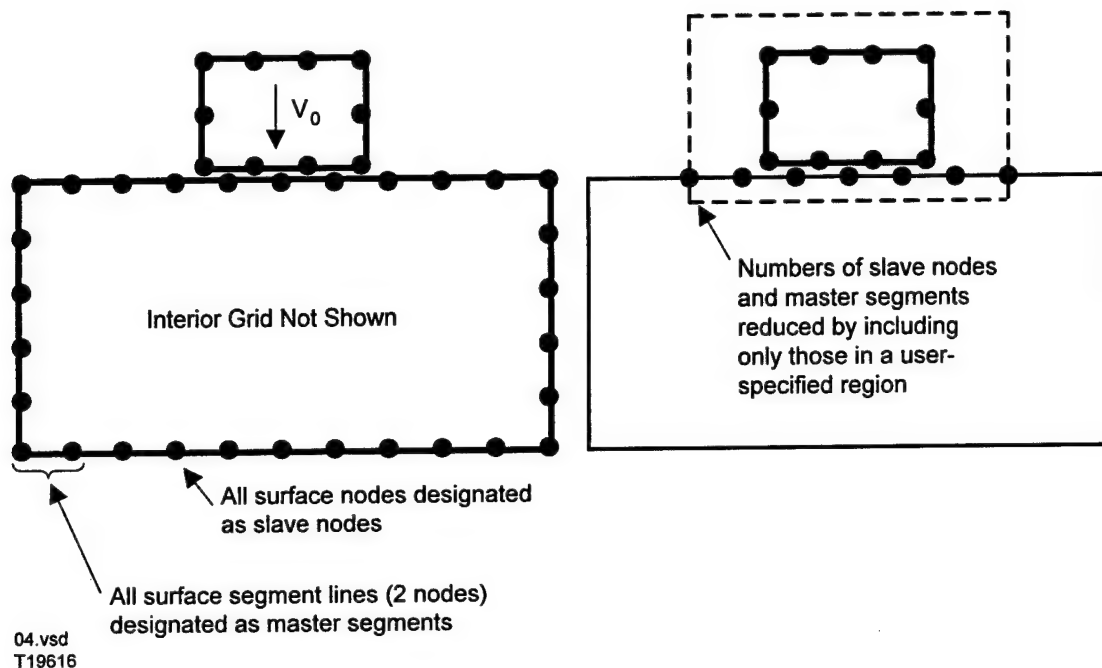 V0
Interior Grid Not Shown
Numbers of slave nodes
and master segments
reduced by including
only those in a user-
specified region
All surface nodes designated
as slave nodes
All surface segment lines (2 nodes)
designated as master segments
04.vsd
T19616